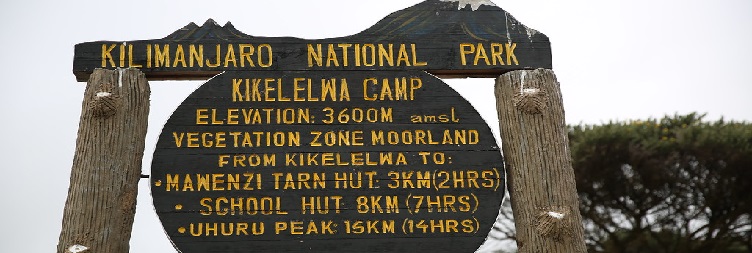 KILIMANJARO NATIONAL PARK
KIKELELWA CAMP
ELEVATION: 3600M amsl
VEGETATION ZONE MOORLAND
FROM KIKELELWA TO:
• MAWENZI TARN HUT: 3KM(2HRS)
• SCHOOL HUT: 8KM (7HRS)
• UHURU PEAK: 15KM (14HRS)